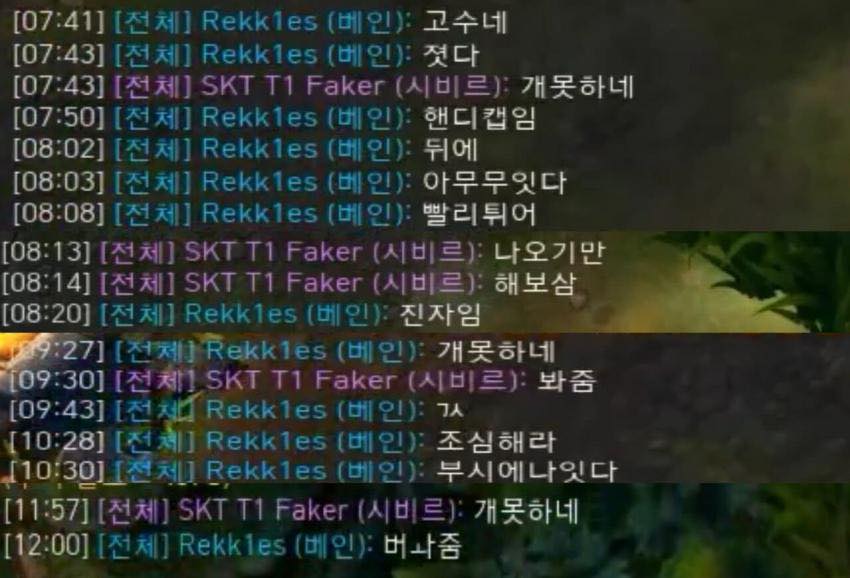 [07:41] [전체] Rekk1es (베인): 고수네
[07:43] [전체] Rekk1es (베인): 졋다
[07:43] [전체] SKT T1 Faker (시비르): 개못하네
[07:50] [전체] Rekk1es (베인): 핸디캡임
[08:02] [전체] Rekk1es (베인): 뒤에
[08:03] [전체] Rekk1es (베인): 아무무잇다
[08:08] [전체] Rekk1es (베인): 빨리튀어
[08:13] [전체] SKT T1 Faker (시비르): 나오기만
[08:14] [전체] SKT T1 Faker (시비르): 해보삼
[08:20] [전체] Rekk1es (베인): 진자임
[09:27] [전체] Rekk1es (베인): 개못하네
[09:30] [전체] SKT T1 Faker (시비르): 봐줌
[09:43] [전체] Rekk1es (베인): ㄳ
[10:28] [전체] Rekk1es (베인): 조심해라
[10:30] [전체] Rekk1es (베인): 부시에나잇다
[11:57] [전체] SKT T1 Faker (시비르): 개못하네
[12:00] [전체] Rekk1es (베인): 버ㅘ줌